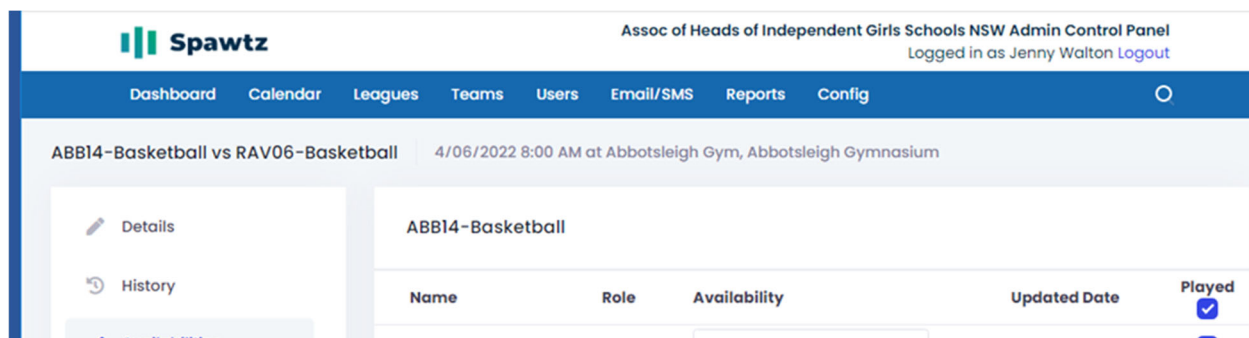 Spawtz
Assoc of Heads of Independent Girls Schools NSW Admin Control Panel
Logged in as Jenny Walton Logout
Dashboard Calendar Leagues Teams Users Email/SMS Reports Config
ABB14-Basketball vs RAV06-Basketball 4/06/2022 8:00 AM at Abbotsleigh Gym, Abbotsleigh Gymnasium
Details
History
ABB14-Basketball
Name Role Availability Updated Date Played